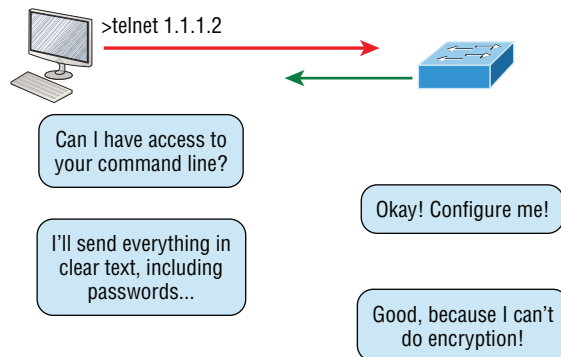 >telnet 1.1.1.2
Can I have access to
your command line?
Okay! Configure me!
I'll send everything in
clear text, including
passwords...
Good, because I can't
do encryption!